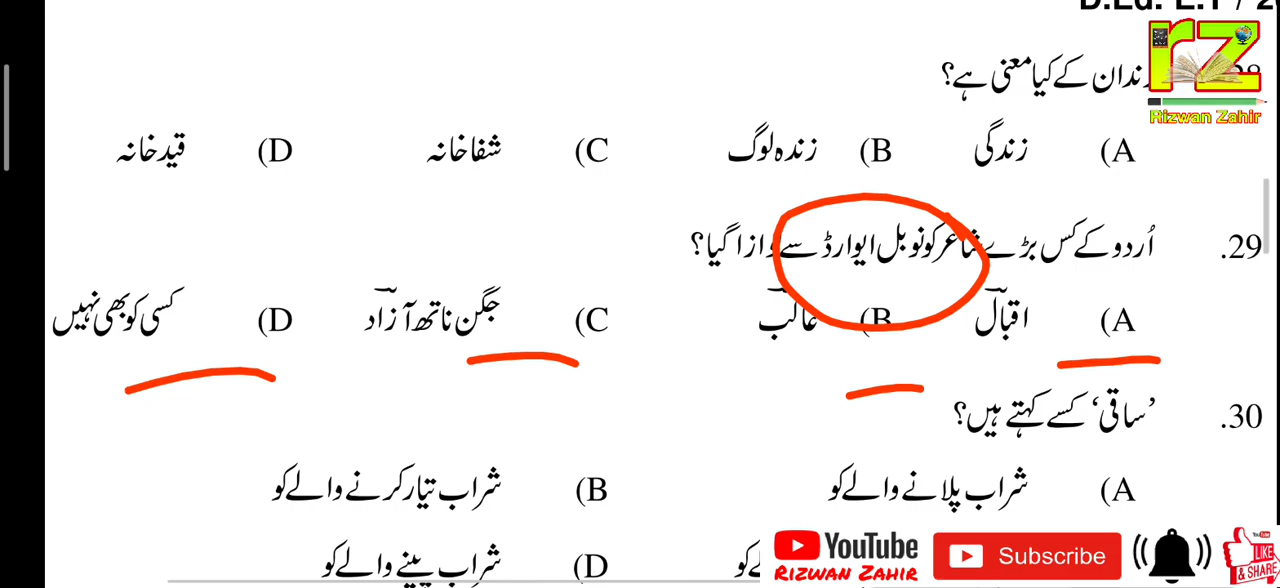 D.Ed. E.T / 2
rz
Rizwan Zahir
زندان کے کیا معنی ہے؟
(A زندگی (B زندہ لوگ (C شفاخانہ (D قیدخانہ
29. اُردو کے کس بڑے شاعر کو نوبل ایوارڈ سے نوازا گیا؟
(A اقبالؔ (B غالبؔ (C جگن ناتھ آزادؔ (D کسی کو بھی نہیں
30. ’ساقی‘ کسے کہتے ہیں؟
(A شراب پلانے والے کو (B شراب تیار کرنے والے کو
کو (D شراب پینے والے کو
YouTube
RIZWAN ZAHIR
Subscribe
LIKE
& SHARE